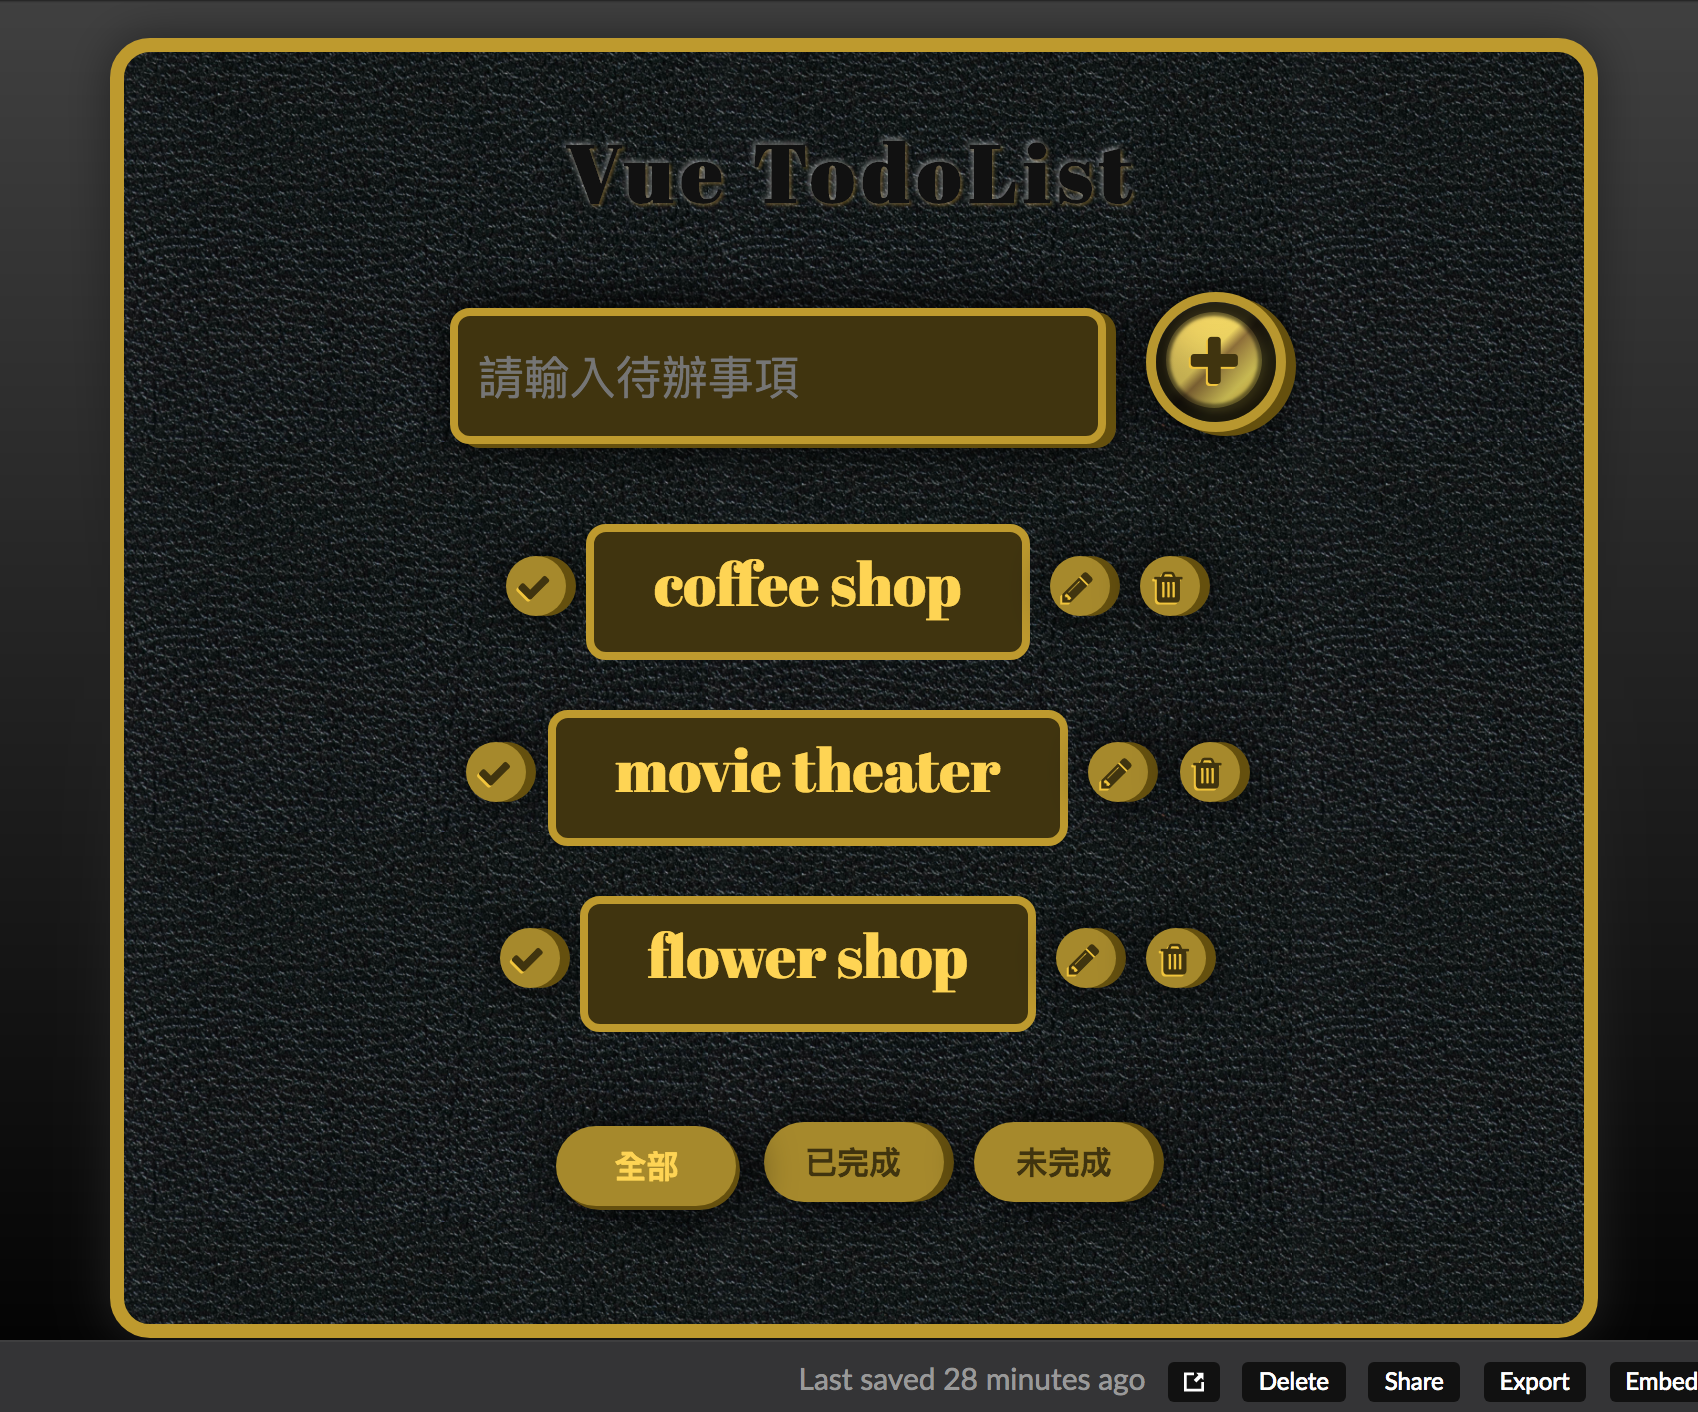 Vue TodoList
請輸入待辦事項
coffee shop
movie theater
flower shop
全部 已完成 未完成
Last saved 28 minutes ago Delete Share Export Embed